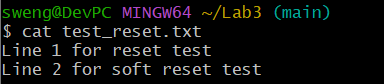 sweng@DevPC MINGW64 ~/Lab3 (main)
$ cat test_reset.txt
Line 1 for reset test
Line 2 for soft reset test